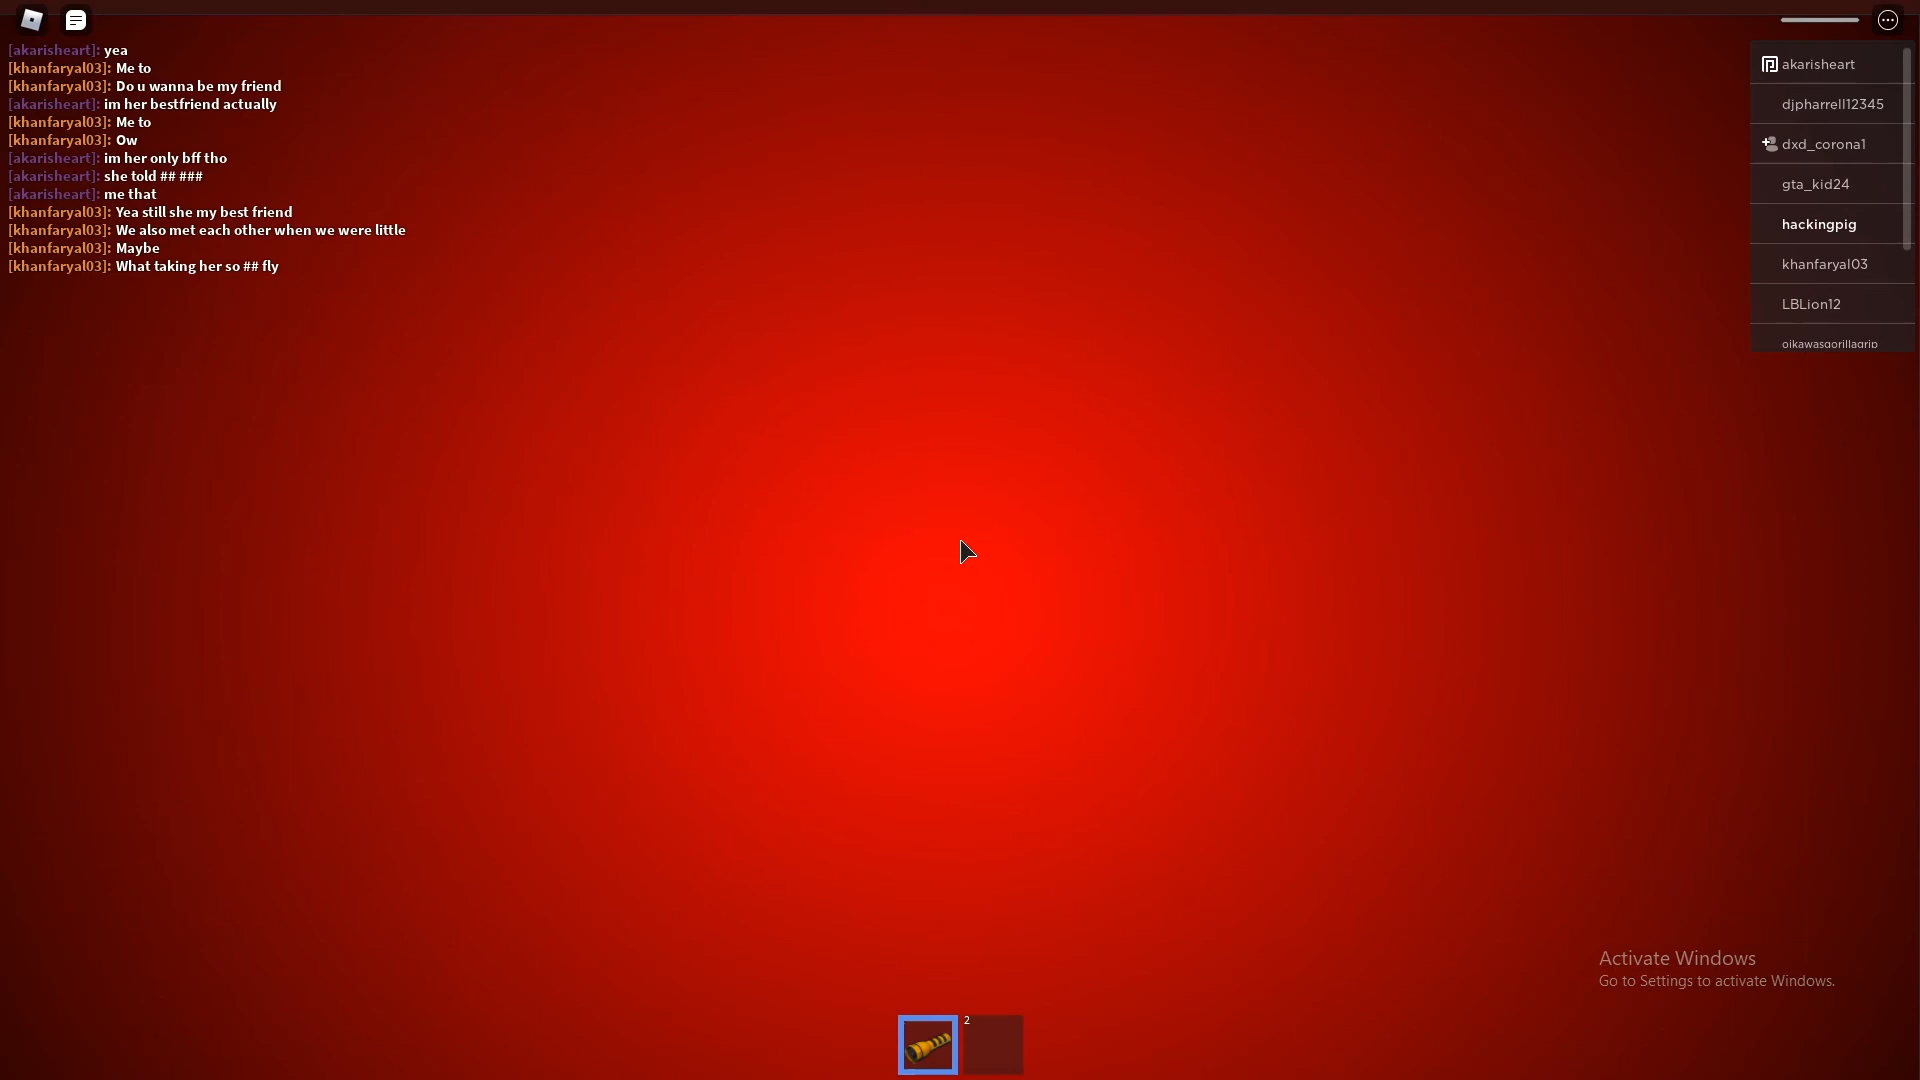 [akarisheart]: yea
[khanfaryal03]: Me to
[khanfaryal03]: Do u wanna be my friend
[akarisheart]: im her bestfriend actually
[khanfaryal03]: Me to
[khanfaryal03]: Ow
[akarisheart]: im her only bff tho
[akarisheart]: she told ## ###
[akarisheart]: me that
[khanfaryal03]: Yea still she my best friend
[khanfaryal03]: We also met each other when we were little
[khanfaryal03]: Maybe
[khanfaryal03]: What taking her so ## fly
akarisheart
djpharrell12345
dxd_corona1
gta_kid24
hackingpig
khanfaryal03
LBLion12
oikawasgorillagrip
Activate Windows
Go to Settings to activate Windows.
2